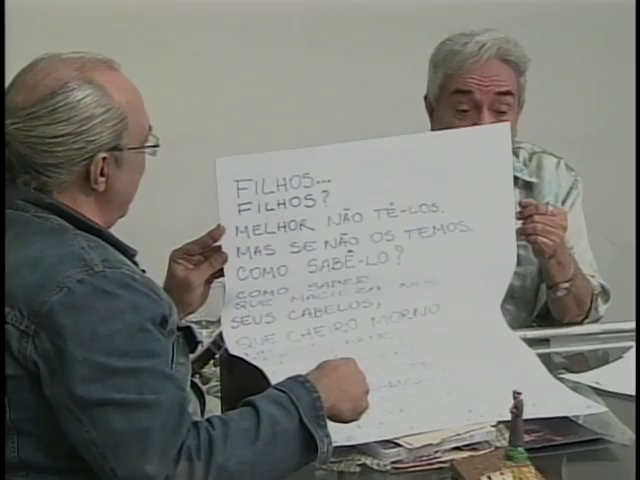 FILHOS...
FILHOS?
MELHOR NÃO TÊ-LOS.
MAS SE NÃO OS TEMOS,
COMO SABÊ-LO?
COMO SABER
QUE MACIEZA NOS
SEUS CABELOS,
QUE CHEIRO MORNO